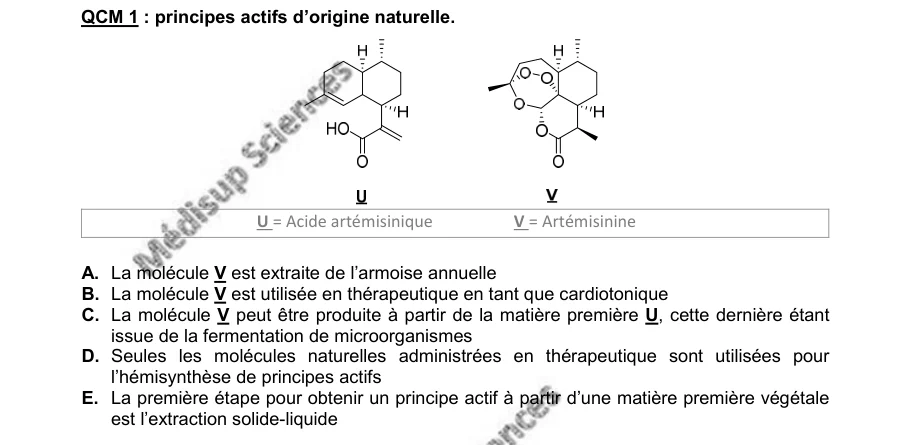 QCM 1 : principes actifs d'origine naturelle.
H H
O O
H O H
HO O
O O
U V
U = Acide artémisinique V = Artémisinine
Médisup Sciences
A. La molécule V est extraite de l'armoise annuelle
B. La molécule V est utilisée en thérapeutique en tant que cardiotonique
C. La molécule V peut être produite à partir de la matière première U, cette dernière étant
issue de la fermentation de microorganismes
D. Seules les molécules naturelles administrées en thérapeutique sont utilisées pour
l'hémisynthèse de principes actifs
E. La première étape pour obtenir un principe actif à partir d'une matière première végétale
est l'extraction solide-liquide